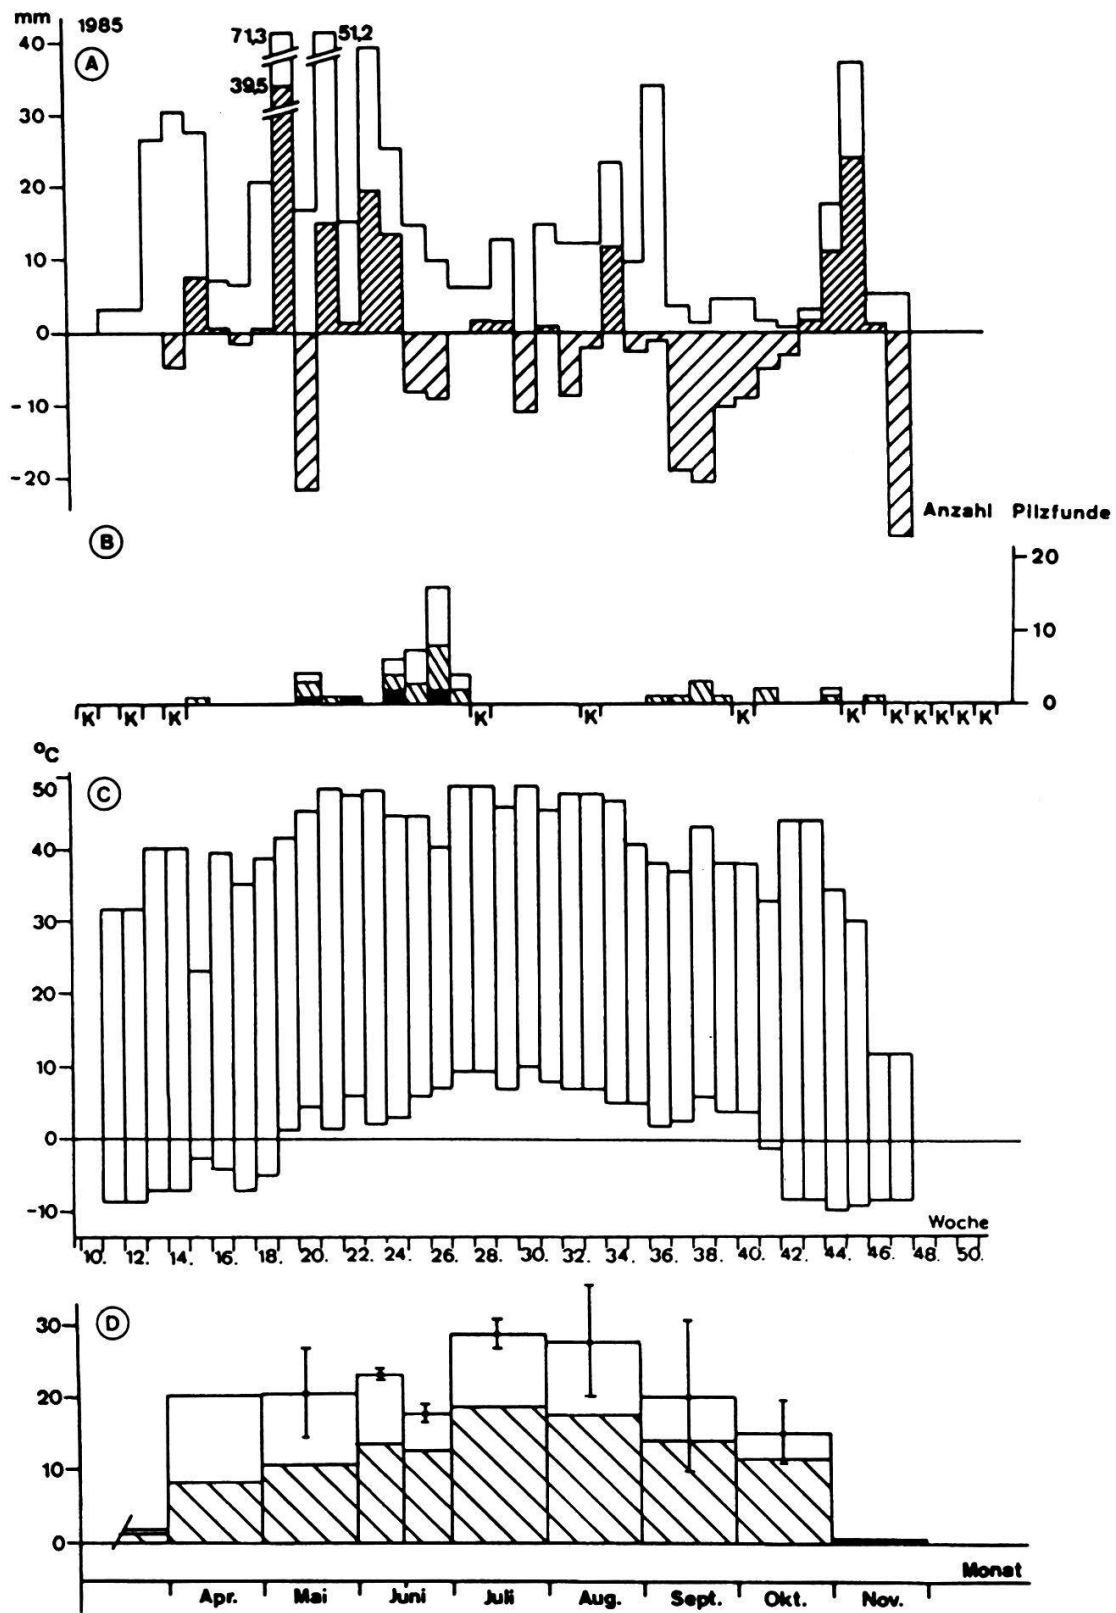 mm
1985
A
71,3
51,2
39,5
40
30
20
10
0
-10
-20
Anzahl Pilzfunde
B
20
10
0
K K K K K K K K K K K K
°C
C
50
40
30
20
10
0
-10
Woche
10. 12. 14. 16. 18. 20. 22. 24. 26. 28. 30. 32. 34. 36. 38. 40. 42. 44. 46. 48. 50.
D
30
20
10
0
Monat
Apr. Mai Juni Juli Aug. Sept. Okt. Nov.